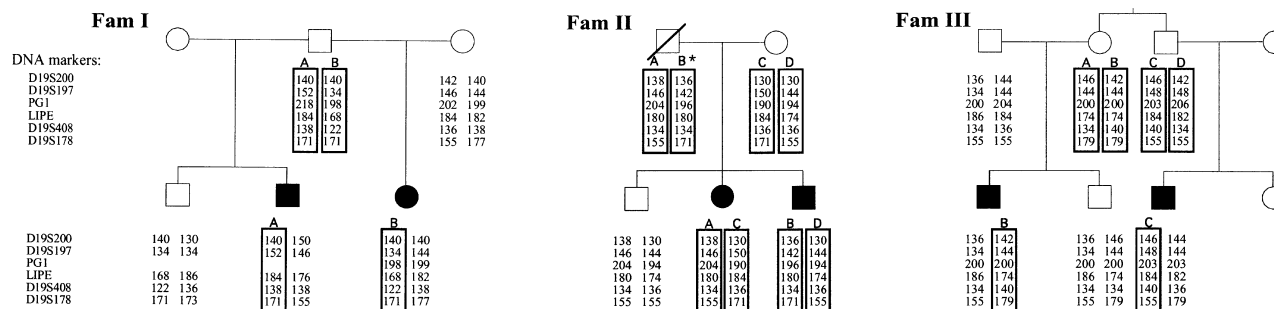 Fam I Fam II Fam III
DNA markers: A B A B* C D A B C D
D19S200 140 140 142 140 138 136 130 130 136 144 146 142 146 142
D19S197 152 134 146 144 146 142 150 144 134 144 144 144 148 148
PG1 218 198 202 199 204 196 190 194 200 204 200 200 203 206
LIPE 184 168 184 182 180 180 184 174 186 184 174 174 184 182
D19S408 138 122 136 138 134 134 136 136 134 136 134 140 140 134
D19S178 171 171 155 177 155 171 171 155 155 155 179 179 155 155
A B A C B D B C
D19S200 140 130 140 150 140 140 138 130 138 130 136 130 136 142 136 146 146 144
D19S197 134 134 152 146 134 144 146 144 146 150 142 144 134 144 134 144 148 144
PG1 198 199 204 194 204 190 196 194 200 200 200 200 203 203
LIPE 168 186 184 176 168 182 180 174 180 184 180 174 186 174 186 174 184 182
D19S408 122 136 138 138 122 138 134 136 134 136 134 136 134 140 134 134 140 136
D19S178 171 173 171 155 171 177 155 155 155 171 171 155 155 179 155 179 155 179